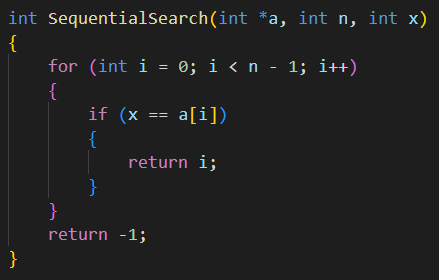 int SequentialSearch(int *a, int n, int x)
{
    for (int i = 0; i < n - 1; i++)
    {
        if (x == a[i])
        {
            return i;
        }
    }
    return -1;
}